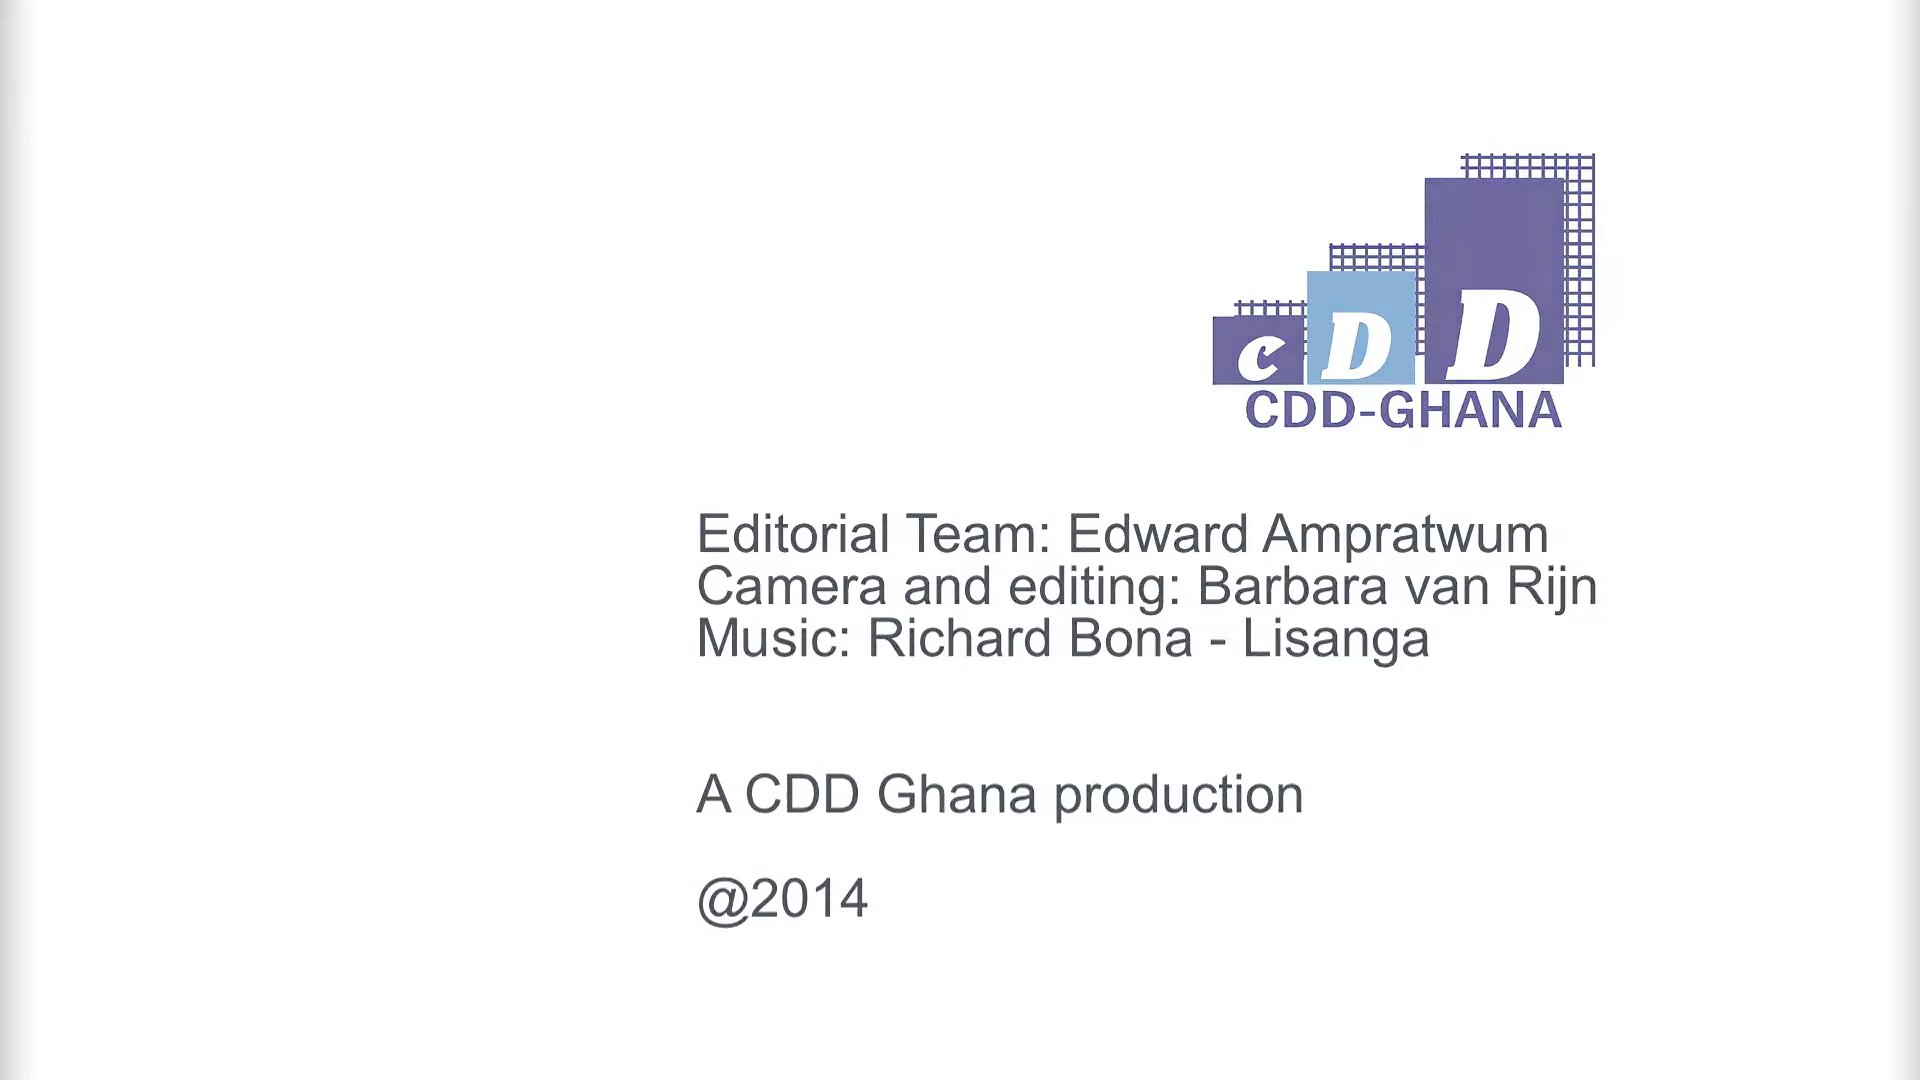 CDD
CDD-GHANA
Editorial Team: Edward Ampratwum
Camera and editing: Barbara van Rijn
Music: Richard Bona - Lisanga
A CDD Ghana production
@2014